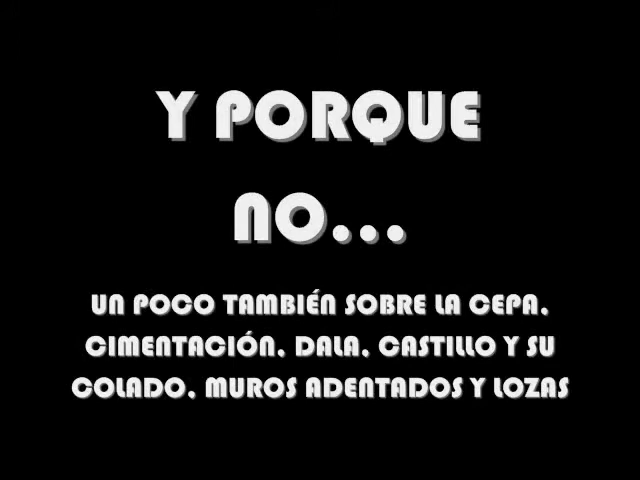 Y PORQUE
NO...
UN POCO TAMBIÉN SOBRE LA CEPA,
CIMENTACIÓN, DALA, CASTILLO Y SU
COLADO, MUROS ADENTADOS Y LOZAS